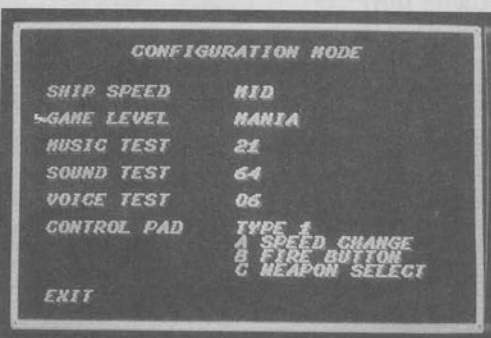 CONFIGURATION MODE
SHIP SPEED MID
GAME LEVEL MANIA
MUSIC TEST 21
SOUND TEST 64
VOICE TEST 06
CONTROL PAD TYPE 1
A SPEED CHANGE
B FIRE BUTTON
C WEAPON SELECT
EXIT